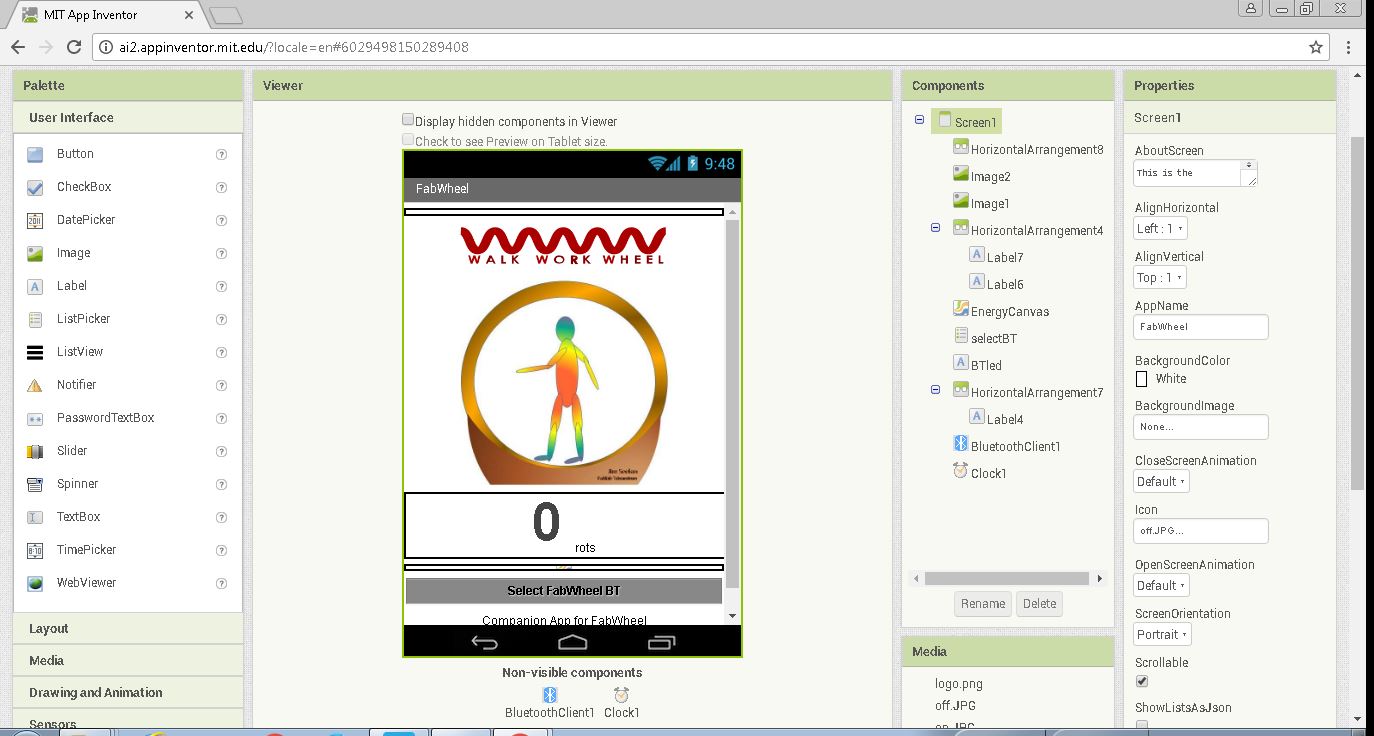 MIT App Inventor
ai2.appinventor.mit.edu/?locale=en#6029498150289408
Palette
User Interface
Button
CheckBox
DatePicker
Image
Label
ListPicker
ListView
Notifier
PasswordTextBox
Slider
Spinner
TextBox
TimePicker
WebViewer
Layout
Media
Drawing and Animation
Sensors
Viewer
Display hidden components in Viewer
Check to see Preview on Tablet size.
9:48
FabWheel
WALK WORK WHEEL
0 rots
Select FabWheel BT
Companion App for FabWheel
Non-visible components
BluetoothClient1 Clock1
Components
Screen1
HorizontalArrangement8
Image2
Image1
HorizontalArrangement4
Label7
Label6
EnergyCanvas
selectBT
BTled
HorizontalArrangement7
Label4
BluetoothClient1
Clock1
Rename Delete
Media
logo.png
off.JPG
on.JPG
Properties
Screen1
AboutScreen
This is the
AlignHorizontal
Left : 1
AlignVertical
Top : 1
AppName
FabWheel
BackgroundColor
White
BackgroundImage
None...
CloseScreenAnimation
Default
Icon
off.JPG...
OpenScreenAnimation
Default
ScreenOrientation
Portrait
Scrollable
ShowListsAsJson